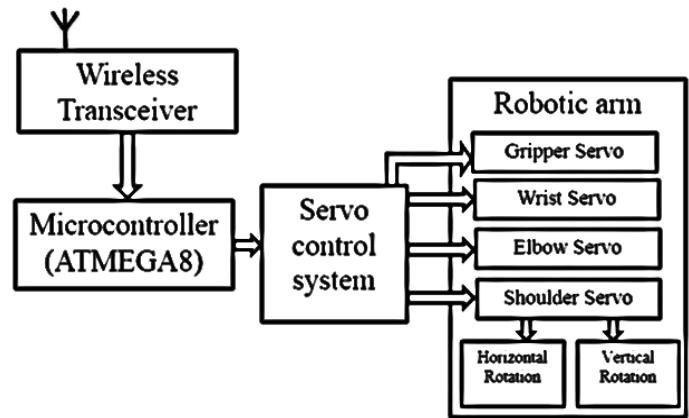 Wireless
Transceiver
Microcontroller
(ATMEGA8)
Servo
control
system
Robotic arm
Gripper Servo
Wrist Servo
Elbow Servo
Shoulder Servo
Horizontal
Rotation
Vertical
Rotation